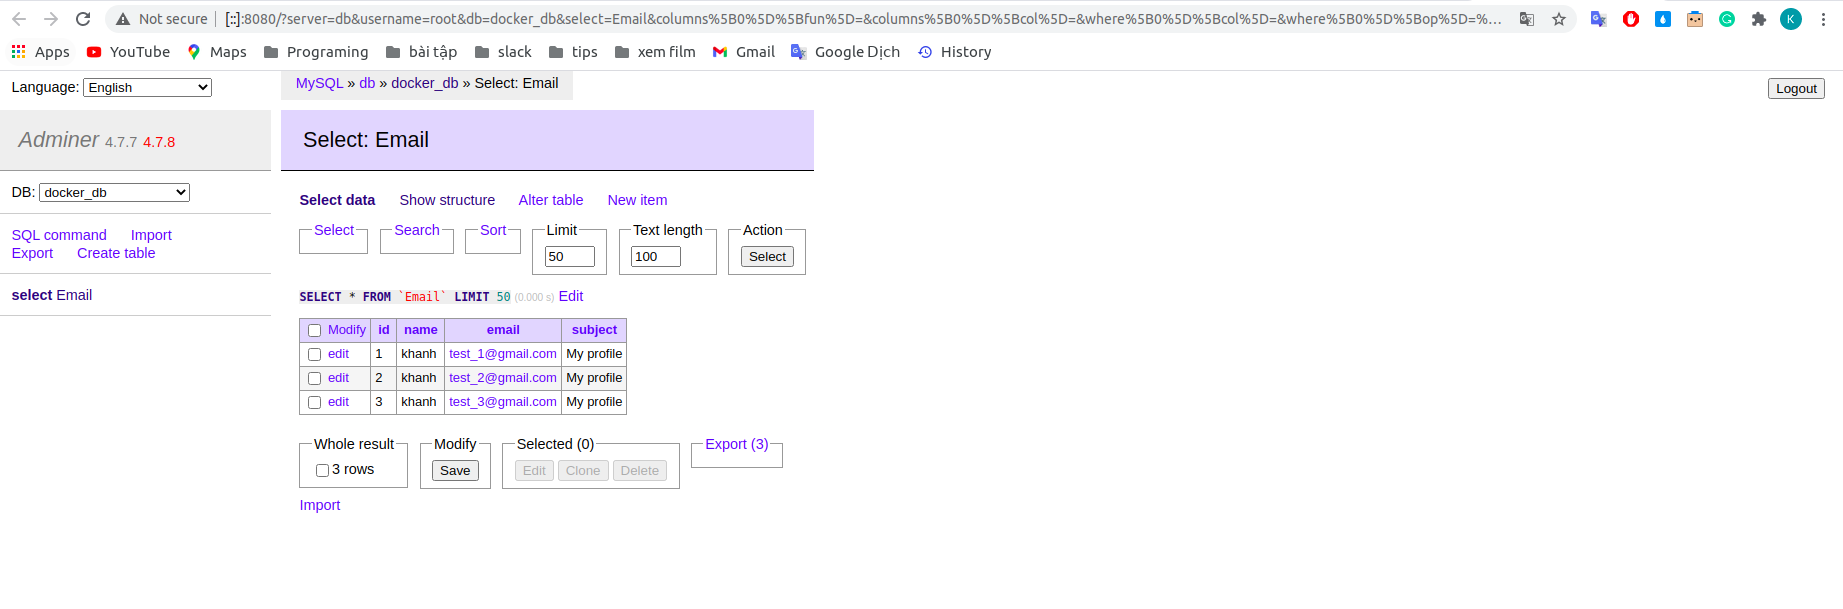 Not secure [::]:8080/?server=db&username=root&db=docker_db&select=Email&columns%5B0%5D%5Bfun%5D=&columns%5B0%5D%5Bcol%5D=&where%5B0%5D%5Bcol%5D=&where%5B0%5D%5Bop%5D=%... K
Apps YouTube Maps Programing bài tập slack tips xem film Gmail Google Dịch History
Language: English MySQL » db » docker_db » Select: Email Logout
Adminer 4.7.7 4.7.8 Select: Email
DB: docker_db
Select data Show structure Alter table New item
SQL command Import
Export Create table
select Email
Select Search Sort Limit Text length Action
50 100 Select
SELECT * FROM `Email` LIMIT 50 (0.000 s) Edit
Modify id name email subject
edit 1 khanh test_1@gmail.com My profile
edit 2 khanh test_2@gmail.com My profile
edit 3 khanh test_3@gmail.com My profile
Whole result Modify Selected (0) Export (3)
3 rows Save Edit Clone Delete
Import